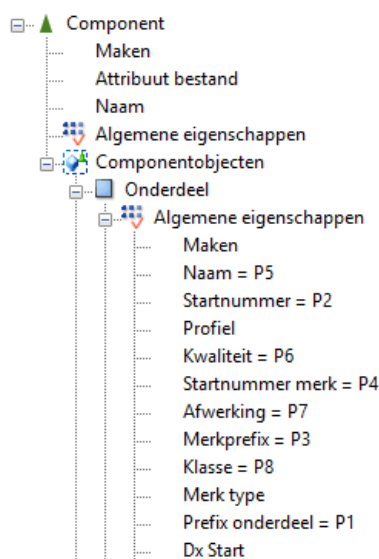 Component
Maken
Attribuut bestand
Naam
Algemene eigenschappen
Componentobjecten
Onderdeel
Algemene eigenschappen
Maken
Naam = P5
Startnummer = P2
Profiel
Kwaliteit = P6
Startnummer merk = P4
Afwerking = P7
Merkprefix = P3
Klasse = P8
Merk type
Prefix onderdeel = P1
Dx Start